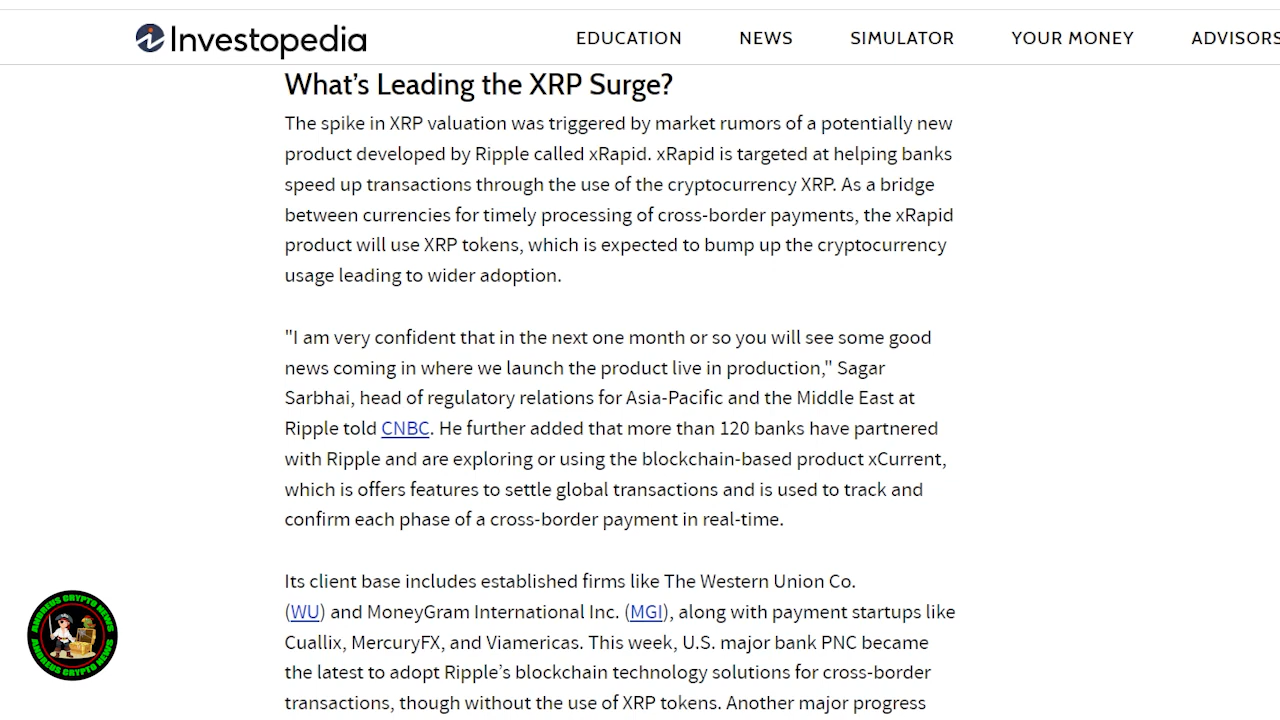 Investopedia
EDUCATION NEWS SIMULATOR YOUR MONEY ADVISORS
What's Leading the XRP Surge?
The spike in XRP valuation was triggered by market rumors of a potentially new
product developed by Ripple called xRapid. xRapid is targeted at helping banks
speed up transactions through the use of the cryptocurrency XRP. As a bridge
between currencies for timely processing of cross-border payments, the xRapid
product will use XRP tokens, which is expected to bump up the cryptocurrency
usage leading to wider adoption.
"I am very confident that in the next one month or so you will see some good
news coming in where we launch the product live in production," Sagar
Sarbhai, head of regulatory relations for Asia-Pacific and the Middle East at
Ripple told CNBC. He further added that more than 120 banks have partnered
with Ripple and are exploring or using the blockchain-based product xCurrent,
which is offers features to settle global transactions and is used to track and
confirm each phase of a cross-border payment in real-time.
Its client base includes established firms like The Western Union Co.
(WU) and MoneyGram International Inc. (MGI), along with payment startups like
Cuallix, MercuryFX, and Viamericas. This week, U.S. major bank PNC became
the latest to adopt Ripple's blockchain technology solutions for cross-border
transactions, though without the use of XRP tokens. Another major progress
ANDREUS CRYPTO NEWS
ANDREUS CRYPTO NEWS